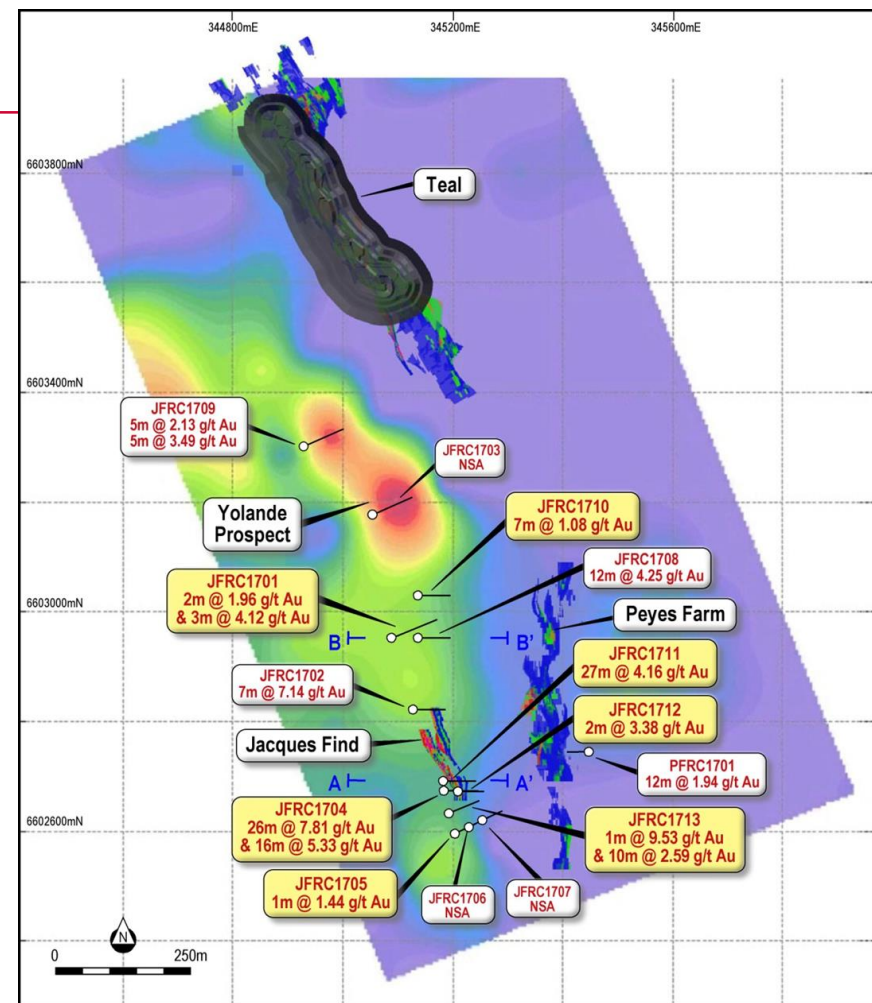 344800mE
345200mE
345600mE
6603800mN
Teal
6603400mN
JFRC1709
5m @ 2.13 g/t Au
5m @ 3.49 g/t Au
JFRC1703
NSA
Yolande
Prospect
JFRC1710
7m @ 1.08 g/t Au
JFRC1708
12m @ 4.25 g/t Au
JFRC1701
2m @ 1.96 g/t Au
& 3m @ 4.12 g/t Au
6603000mN
Peyes Farm
B
B'
JFRC1711
27m @ 4.16 g/t Au
JFRC1702
7m @ 7.14 g/t Au
JFRC1712
2m @ 3.38 g/t Au
Jacques Find
A
A'
PFRC1701
12m @ 1.94 g/t Au
JFRC1704
26m @ 7.81 g/t Au
& 16m @ 5.33 g/t Au
JFRC1713
1m @ 9.53 g/t Au
& 10m @ 2.59 g/t Au
6602600mN
JFRC1705
1m @ 1.44 g/t Au
JFRC1706
NSA
JFRC1707
NSA
N
0
250m